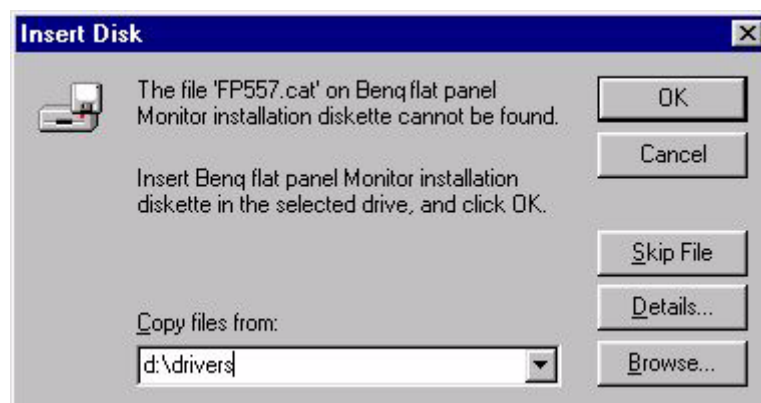 Insert Disk
The file 'FP557.cat' on Benq flat panel
Monitor installation diskette cannot be found.
Insert Benq flat panel Monitor installation
diskette in the selected drive, and click OK.
Copy files from:
d:\drivers
OK
Cancel
Skip File
Details...
Browse...